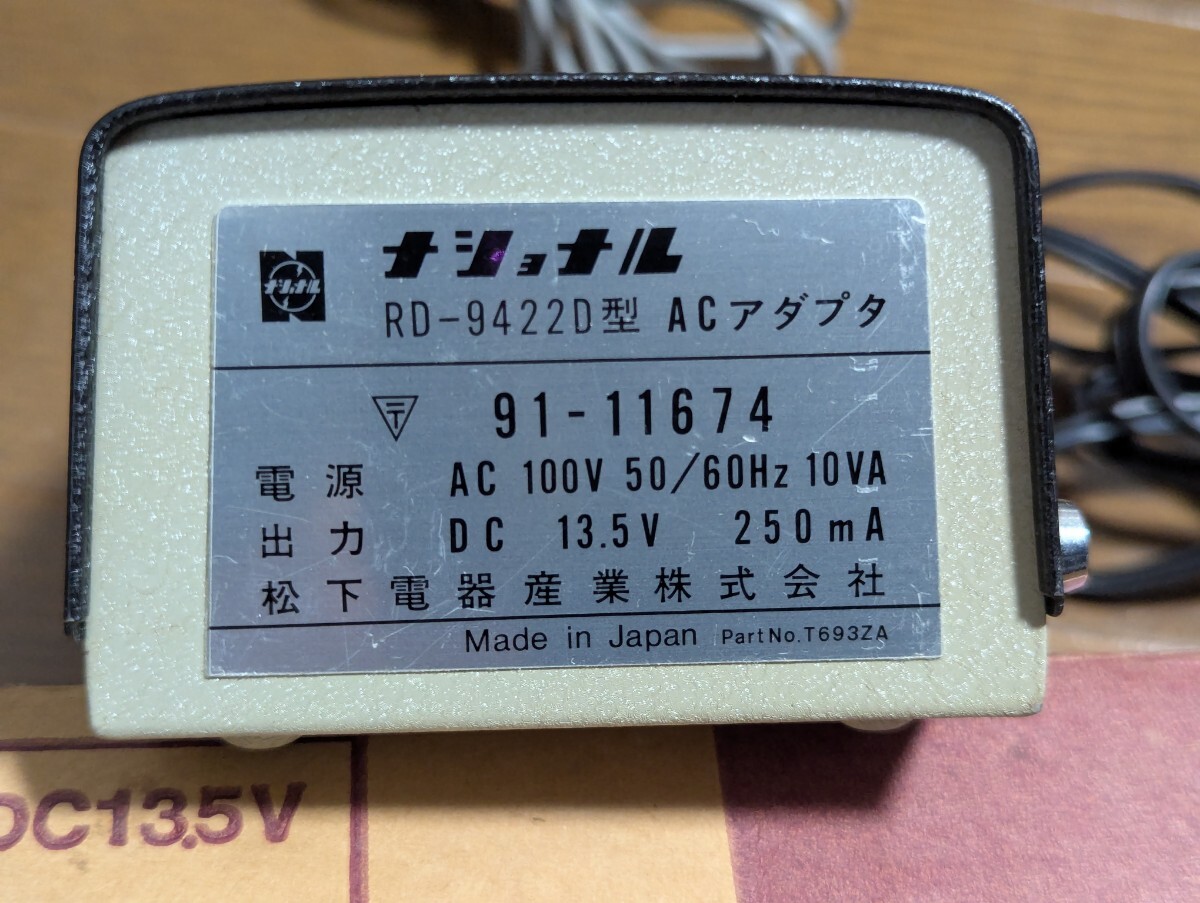 ナショナル
ナショナル
RD-9422D型 ACアダプタ
〒 91-11674
電源 AC 100V 50/60Hz 10VA
出力 DC 13.5V 250mA
松下電器産業株式会社
Made in Japan PartNo.T693ZA
DC13.5V